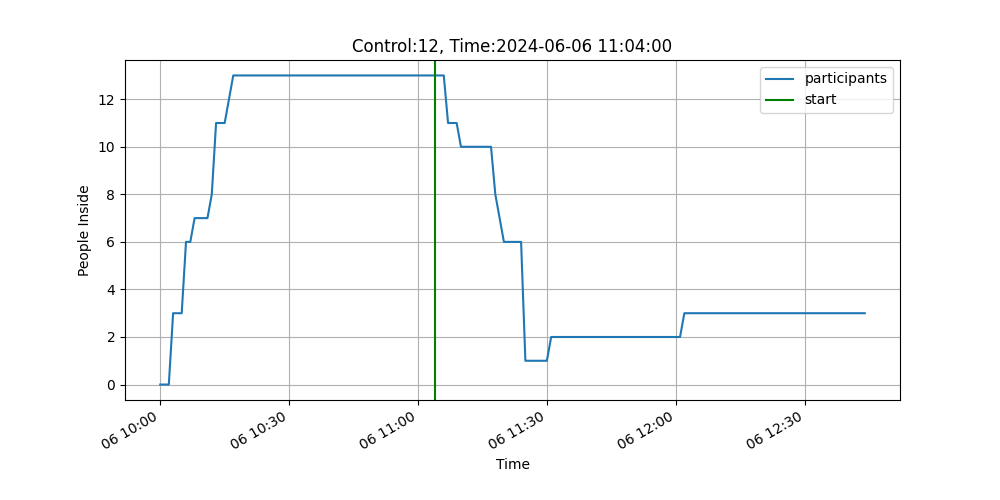 Control:12, Time:2024-06-06 11:04:00
participants
start
People Inside
12
10
8
6
4
2
0
06 10:00
06 10:30
06 11:00
06 11:30
06 12:00
06 12:30
Time